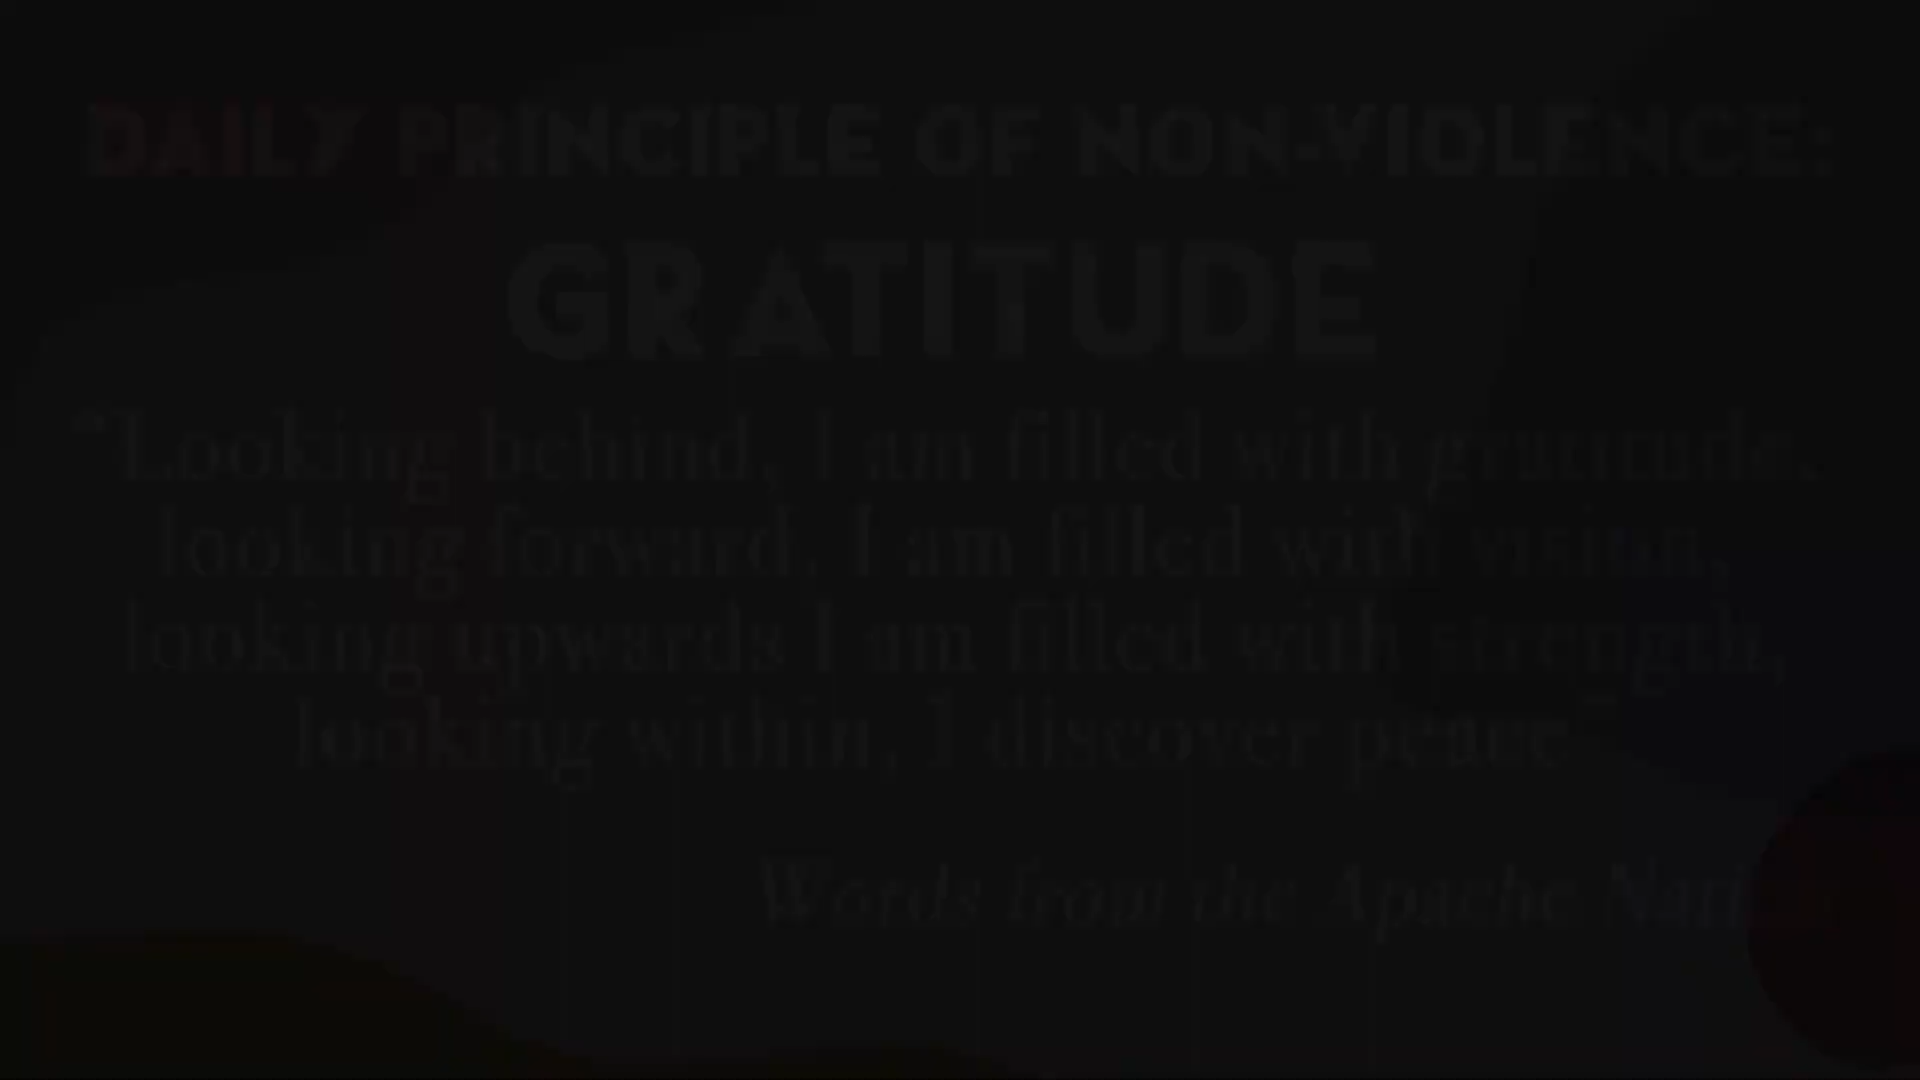 DAILY PRINCIPLE OF NON-VIOLENCE:
GRATITUDE
"Looking behind, I am filled with gratitude,
looking forward, I am filled with vision,
looking upwards I am filled with strength,
looking within, I discover peace"
Words from the Apache